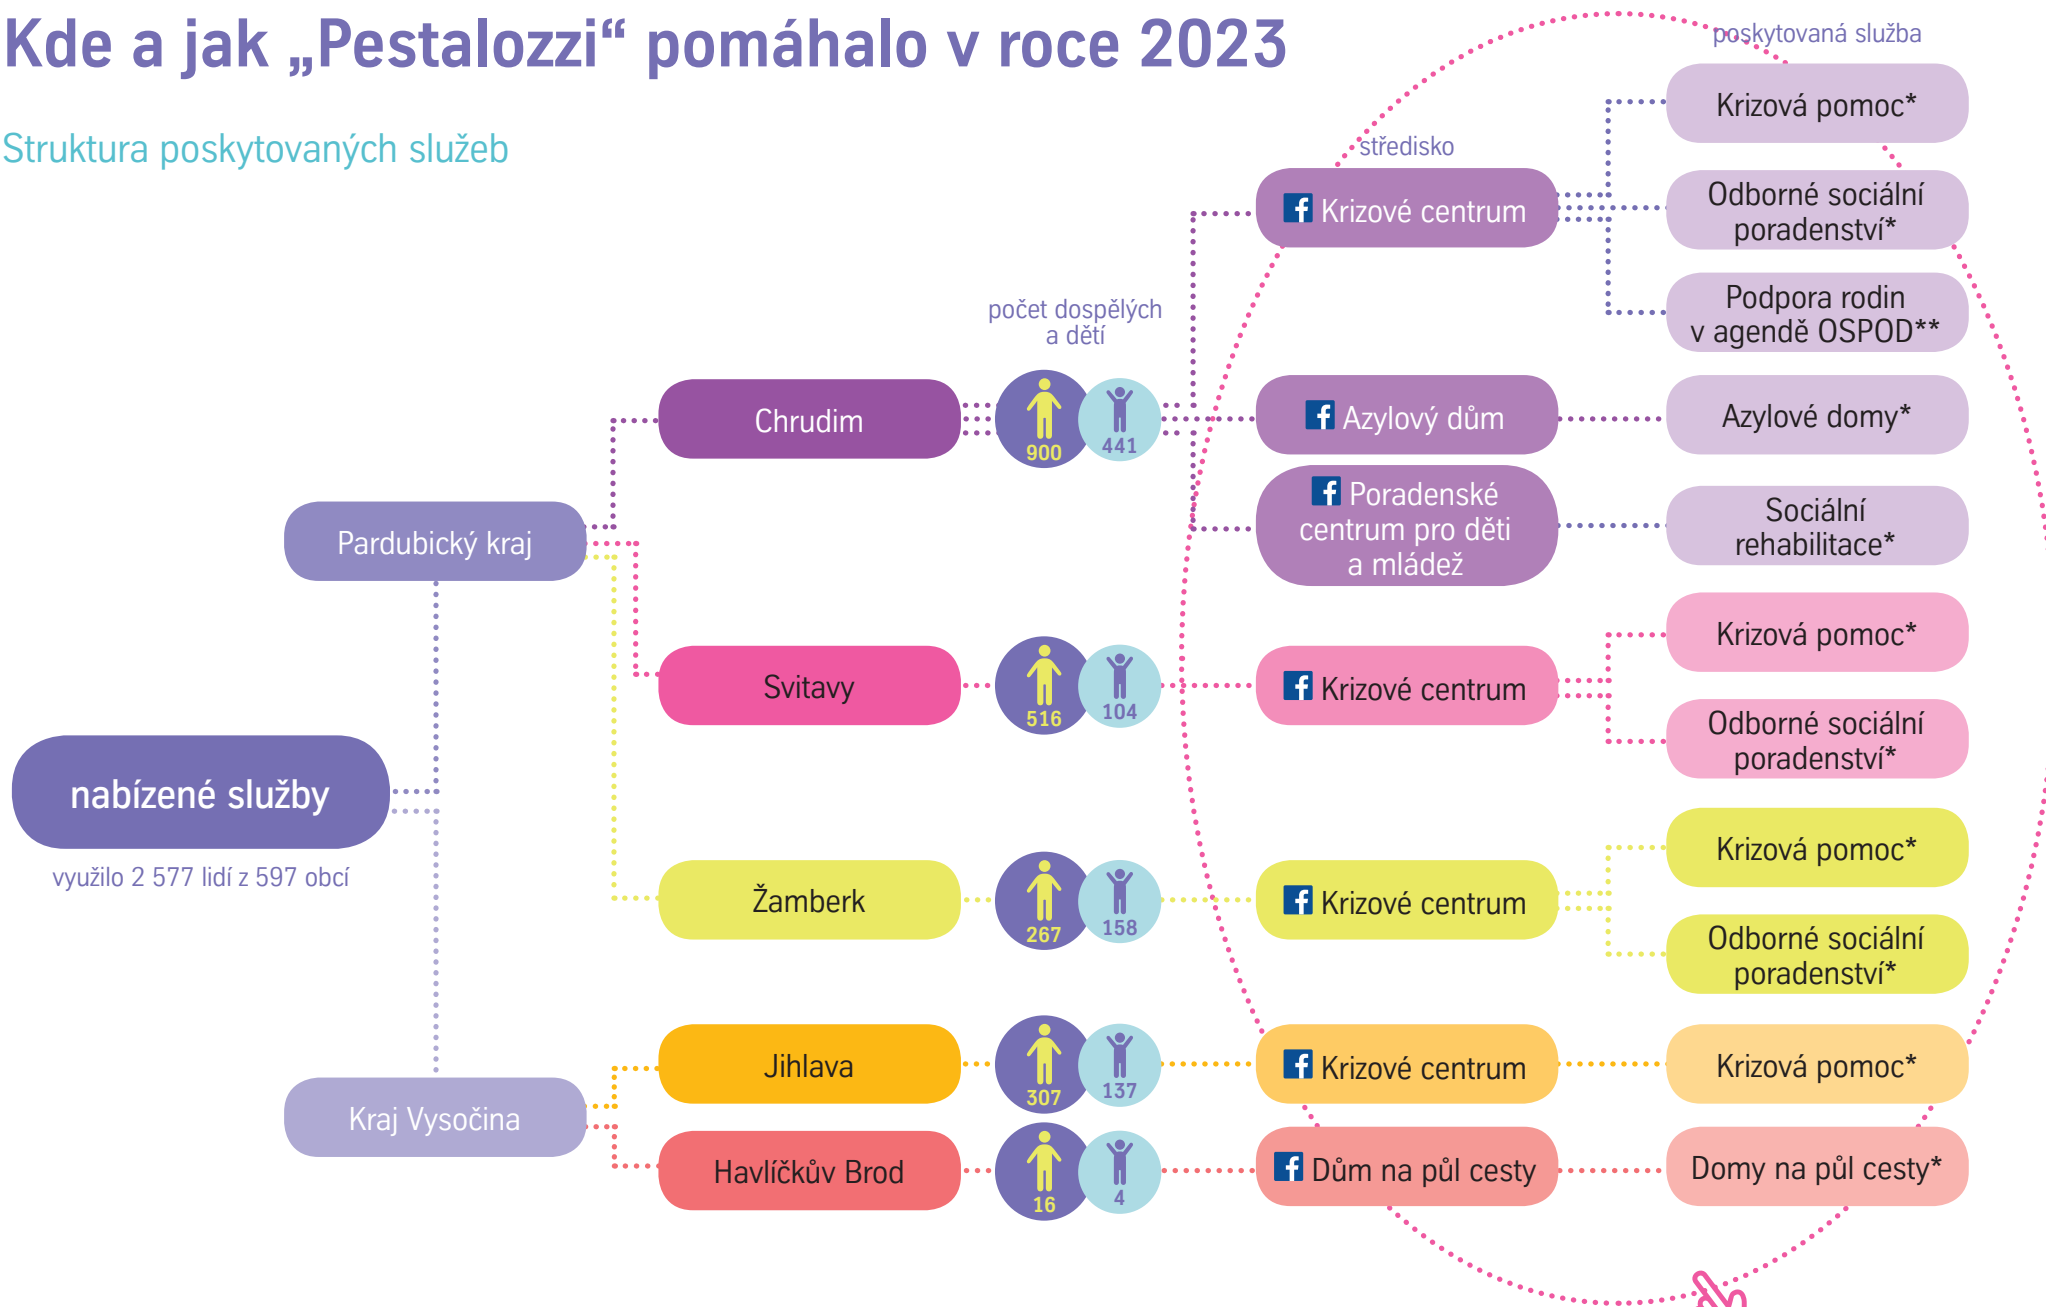 Kde a jak „Pestalozzi“ pomáhalo v roce 2023
Struktura poskytovaných služeb
poskytovaná služba
středisko
počet dospělých
a dětí
nabízené služby
využilo 2 577 lidí z 597 obcí
Pardubický kraj
Chrudim
900
441
Krizové centrum
Krizová pomoc*
Odborné sociální
poradenství*
Podpora rodin
v agendě OSPOD**
Azylový dům
Azylové domy*
Poradenské
centrum pro děti
a mládež
Sociální
rehabilitace*
Svitavy
516
104
Krizové centrum
Krizová pomoc*
Odborné sociální
poradenství*
Žamberk
267
158
Krizové centrum
Krizová pomoc*
Odborné sociální
poradenství*
Kraj Vysočina
Jihlava
307
137
Krizové centrum
Krizová pomoc*
Havlíčkův Brod
16
4
Dům na půl cesty
Domy na půl cesty*